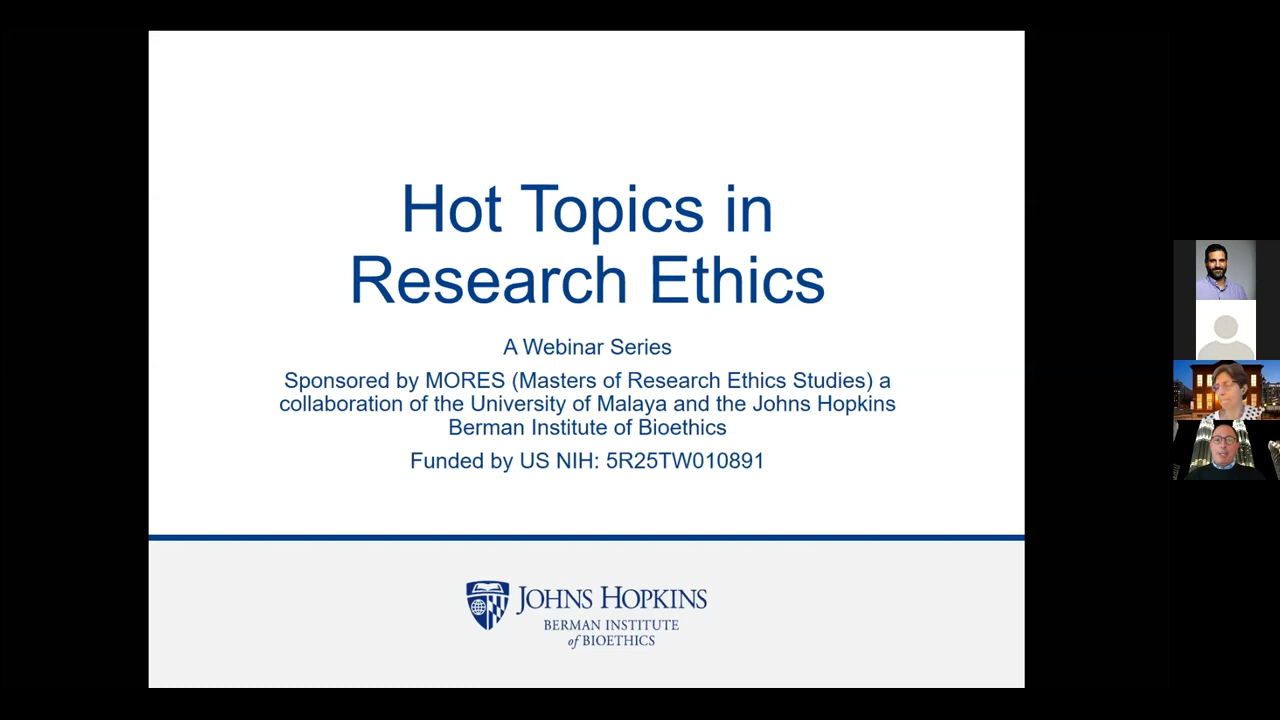 Hot Topics in
Research Ethics
A Webinar Series
Sponsored by MORES (Masters of Research Ethics Studies) a
collaboration of the University of Malaya and the Johns Hopkins
Berman Institute of Bioethics
Funded by US NIH: 5R25TW010891
JOHNS HOPKINS
BERMAN INSTITUTE
of BIOETHICS